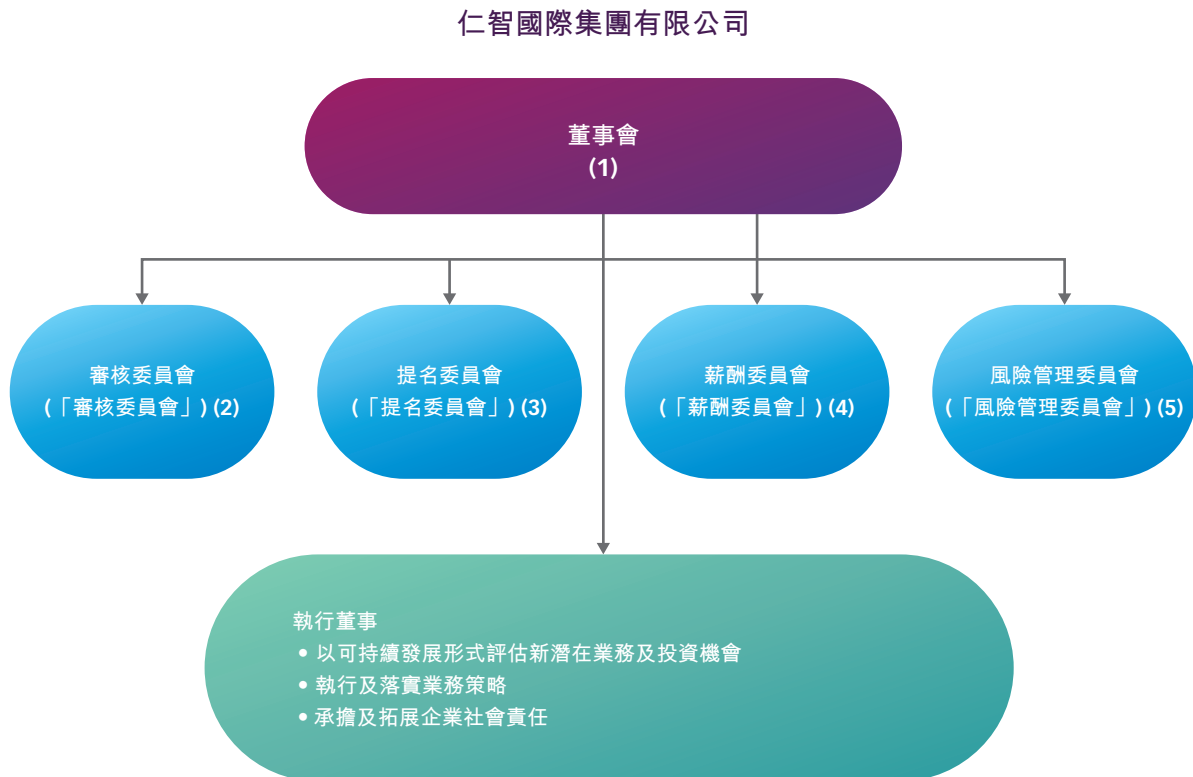 仁智國際集團有限公司
董事會
(1)
審核委員會
(「審核委員會」) (2)
提名委員會
(「提名委員會」) (3)
薪酬委員會
(「薪酬委員會」) (4)
風險管理委員會
(「風險管理委員會」) (5)
執行董事
• 以可持續發展形式評估新潛在業務及投資機會
• 執行及落實業務策略
• 承擔及拓展企業社會責任